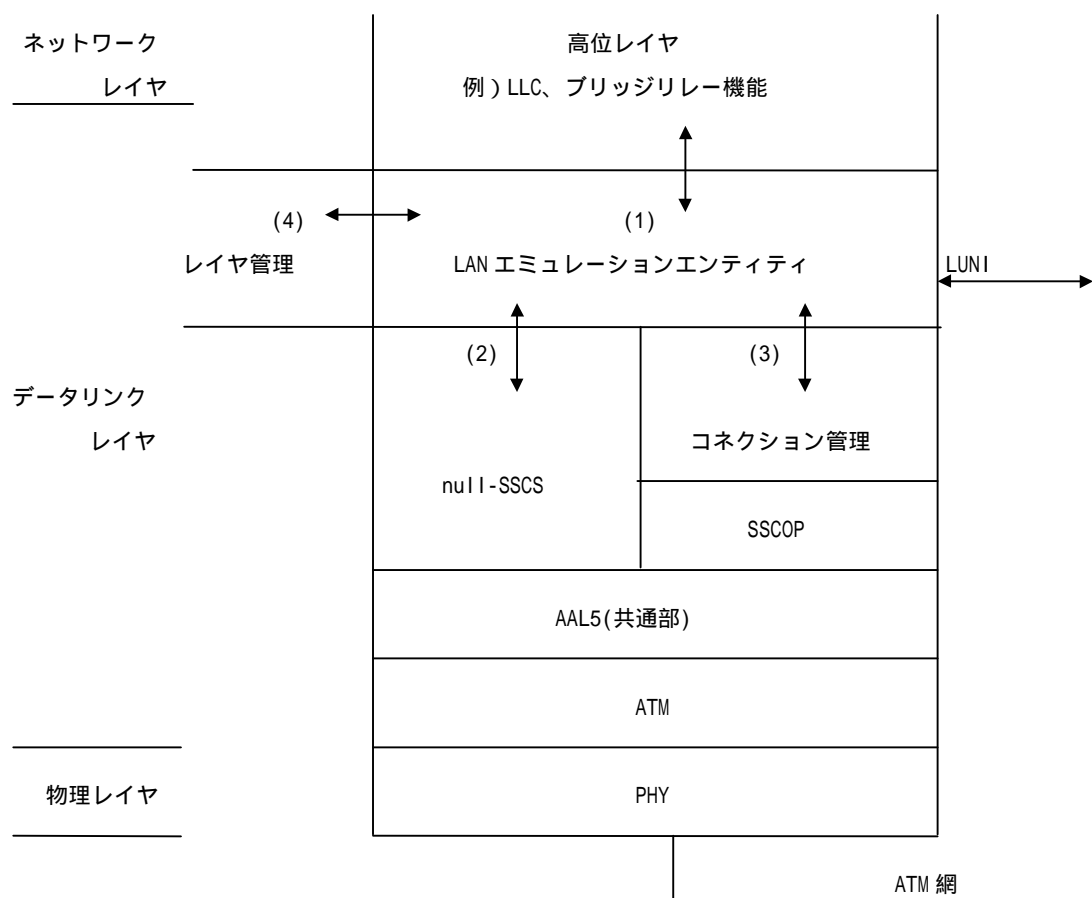 ネットワーク
レイヤ
高位レイヤ
例)LLC、ブリッジリレー機能
(4)
(1)
レイヤ管理
LAN エミュレーションエンティティ
LUNI
(2)
(3)
データリンク
レイヤ
コネクション管理
null-SSCS
SSCOP
AAL5(共通部)
ATM
物理レイヤ
PHY
ATM 網